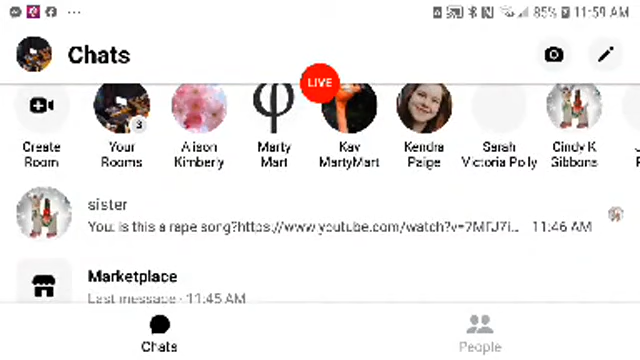 85% 11:59 AM
Chats
LIVE
Create Room
Your Rooms
3
Alison Kimberly
Marty Mart
Kav MartyMart
Kendra Paige
Sarah Victoria Polly
Cindy K Gibbons
sister
You: is this a rape song?https://www.youtube.com/watch?v=7MTJ7i... 11:46 AM
Marketplace
Last message · 11:45 AM
Chats
People